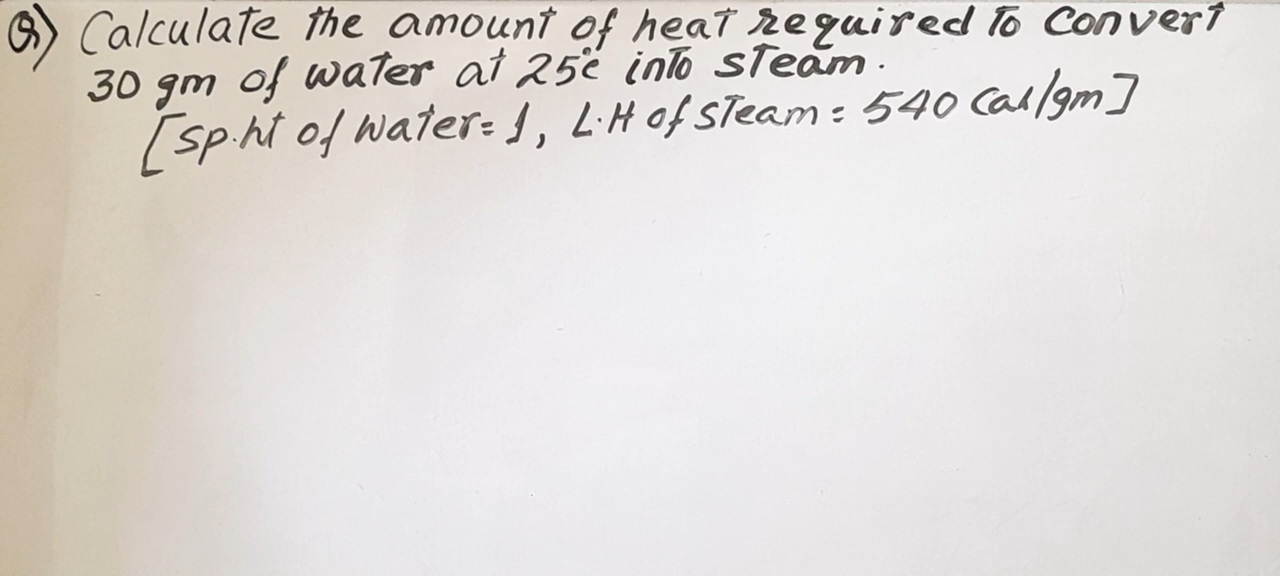 Q) Calculate the amount of heat required to convert
30 gm of water at 25°c into steam.
[sp.ht of water= 1, L.H of steam = 540 Cal/gm]